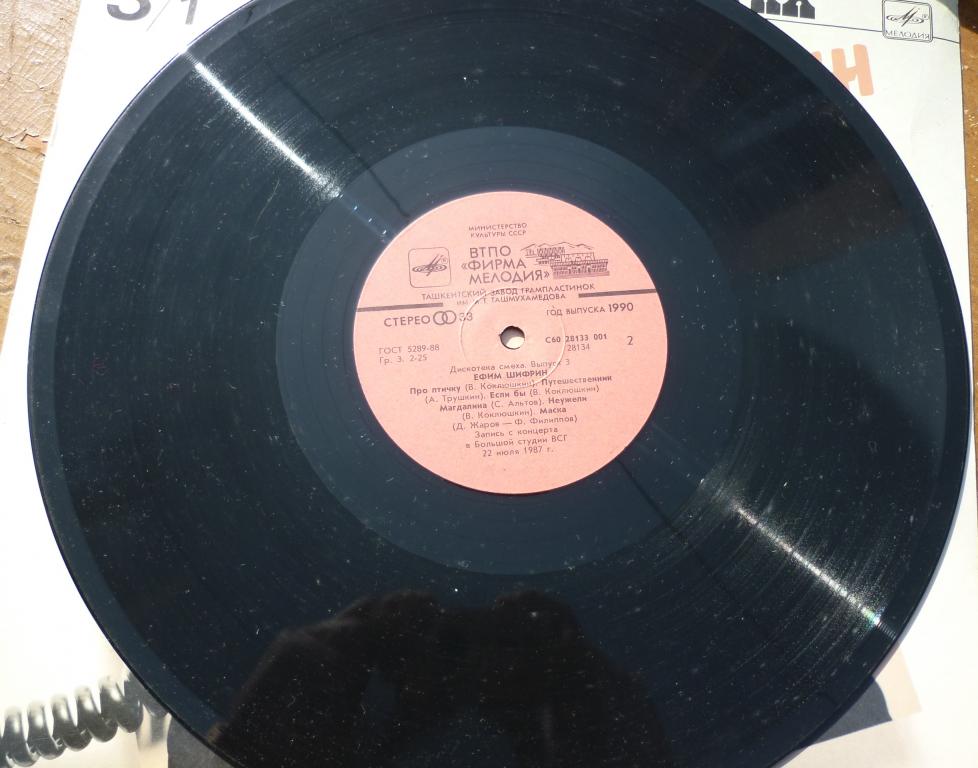 МЕЛОДИЯ
МИНИСТЕРСТВО
КУЛЬТУРЫ СССР
ВТПО
«ФИРМА
МЕЛОДИЯ»
ТАШКЕНТСКИЙ ЗАВОД ГРАМПЛАСТИНОК
ИМ. А Т. ТАШМУХАМЕДОВА
СТЕРЕО 33
ГОД ВЫПУСКА 1990
ГОСТ 5289-88
Гр. 3. 2-25
С60 28133 001
28134
2
Дискотека смеха. Выпуск 3
ЕФИМ ШИФРИН
Про птичку (В. Коклюшкин). Путешественник
(А. Трушкин). Если бы (В. Коклюшкин)
Магдалина (С. Альтов). Неужели
(В. Коклюшкин). Маска
(Д. Жаров — Ф. Филиппов)
Запись с концерта
в Большой студии ВСГ
22 июля 1987 г.